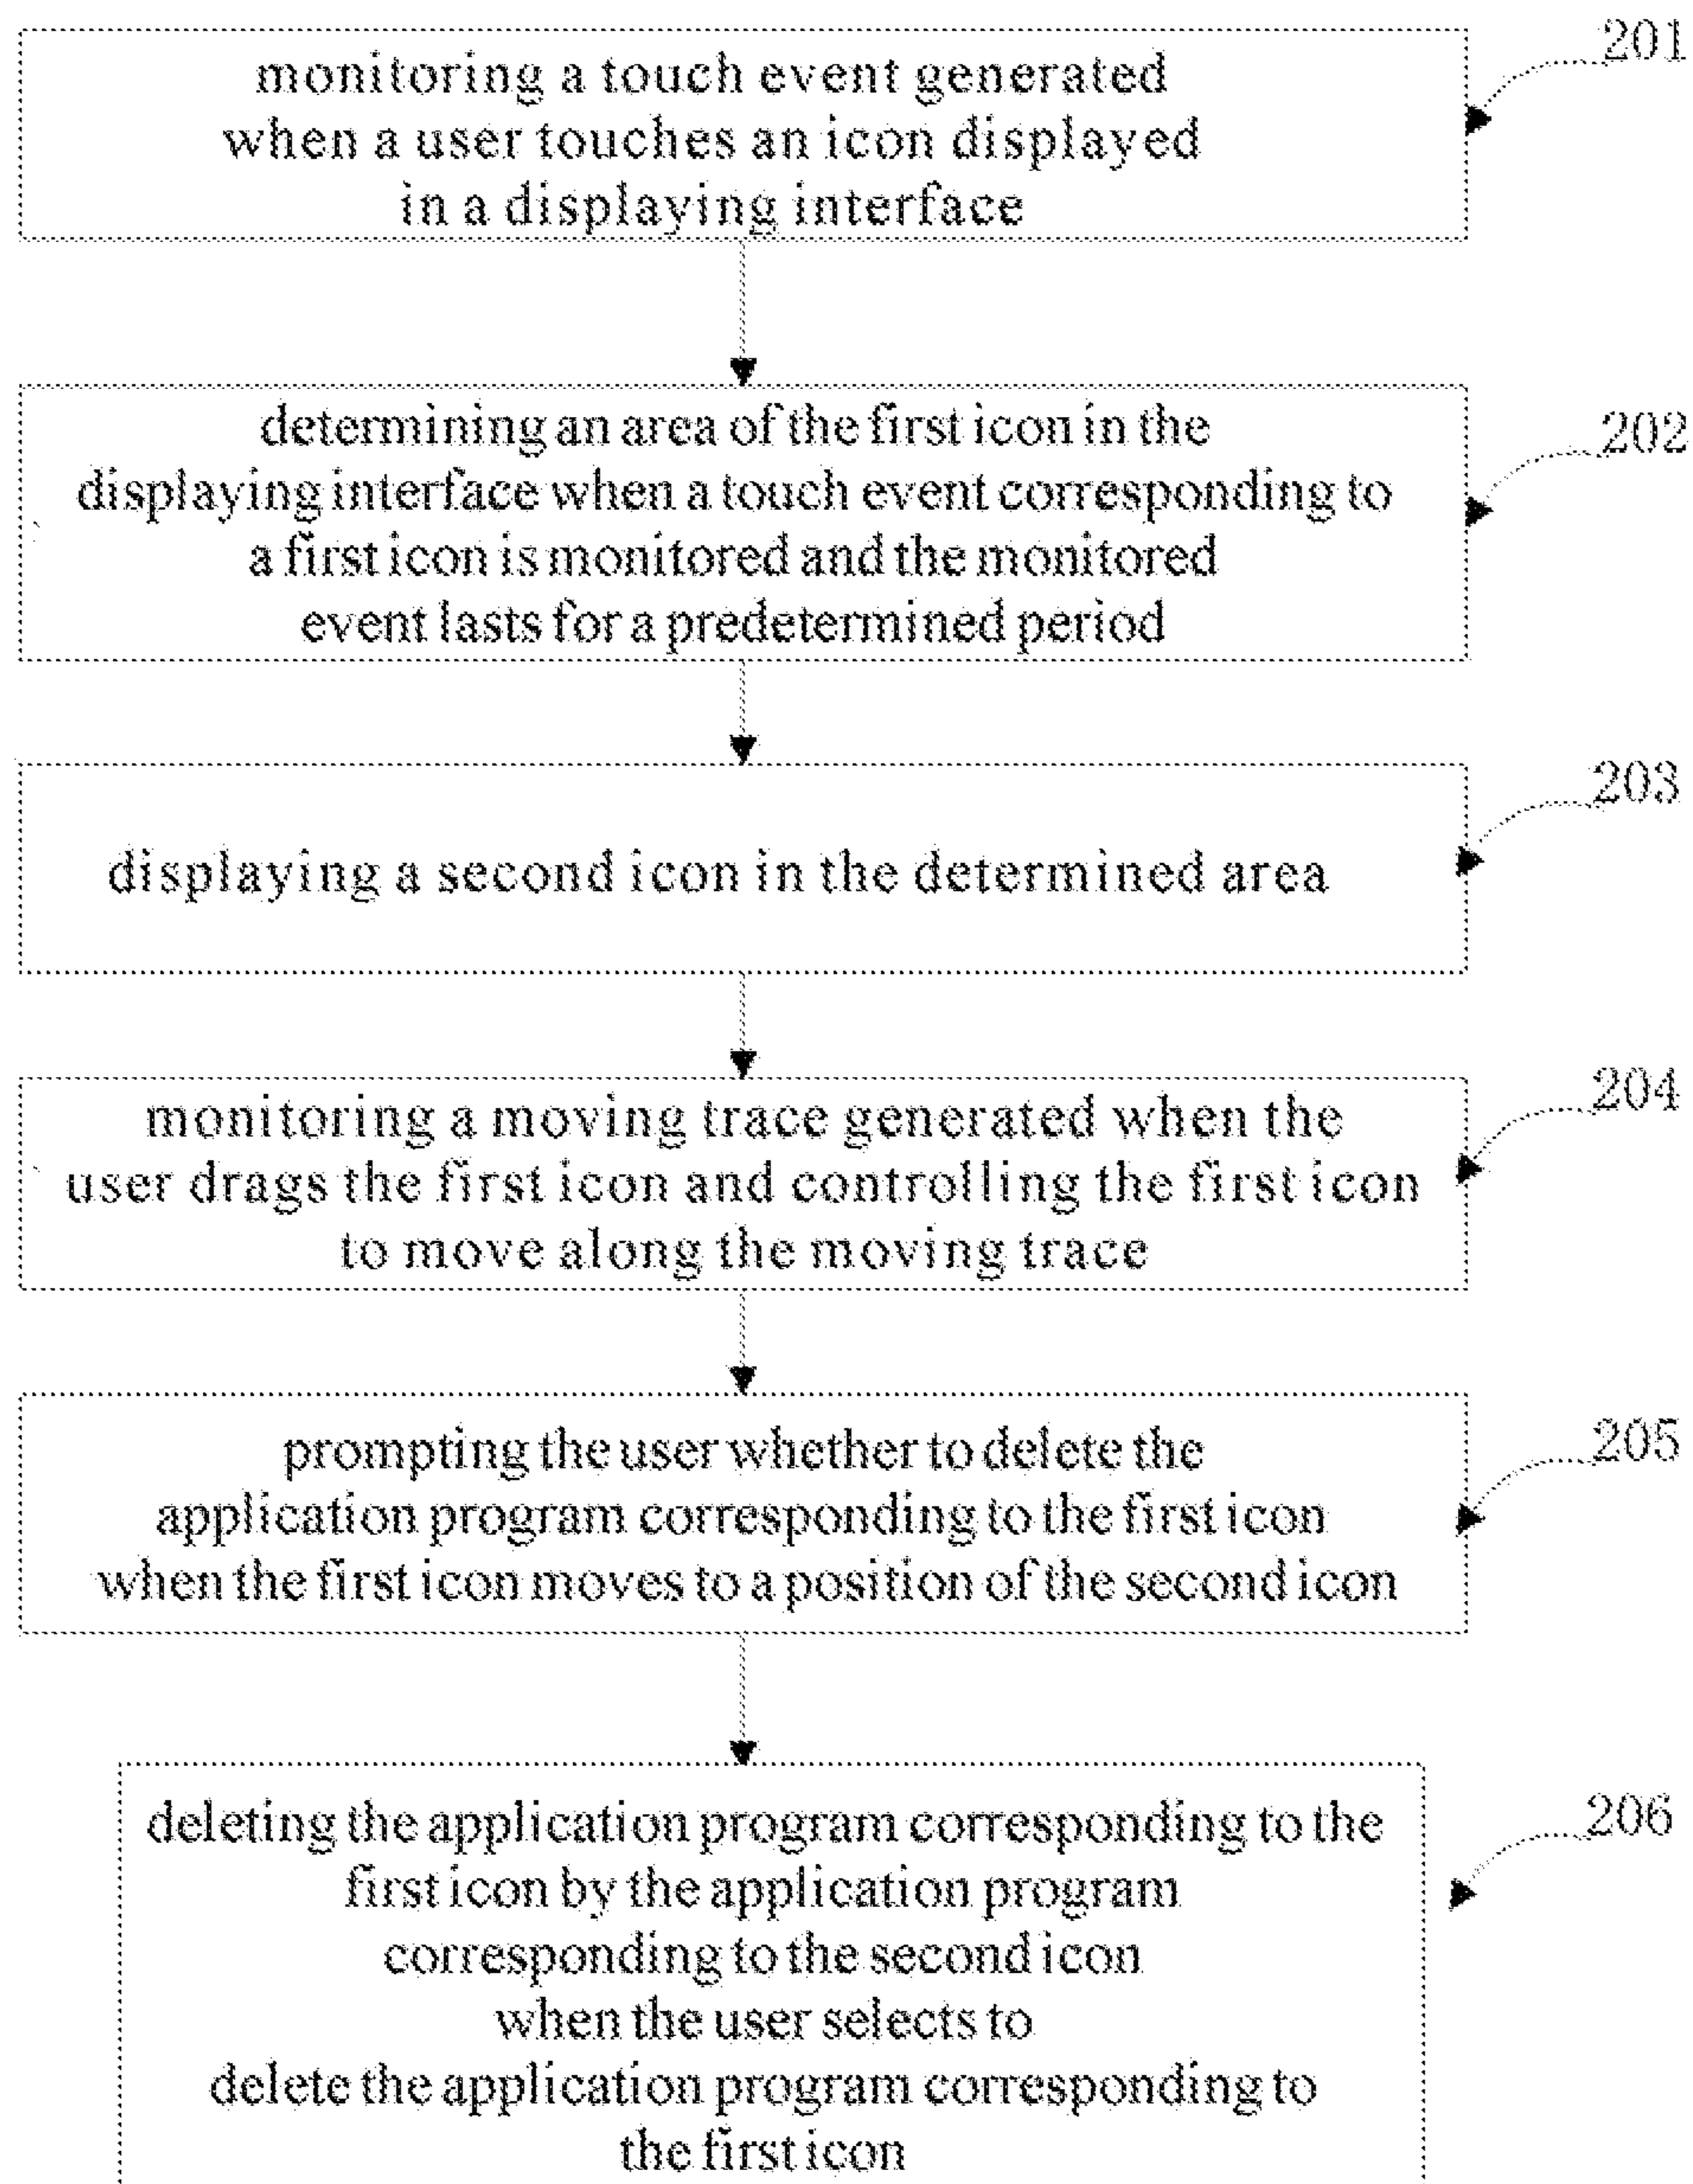 monitoring a touch event generated
when a user touches an icon displayed
in a displaying interface
201
determining an area of the first icon in the
displaying interface when a touch event corresponding to
a first icon is monitored and the monitored
event lasts for a predetermined period
202
displaying a second icon in the determined area
203
monitoring a moving trace generated when the
user drags the first icon and controlling the first icon
to move along the moving trace
204
prompting the user whether to delete the
application program corresponding to the first icon
when the first icon moves to a position of the second icon
205
deleting the application program corresponding to the
first icon by the application program
corresponding to the second icon
when the user selects to
delete the application program corresponding to
the first icon
206